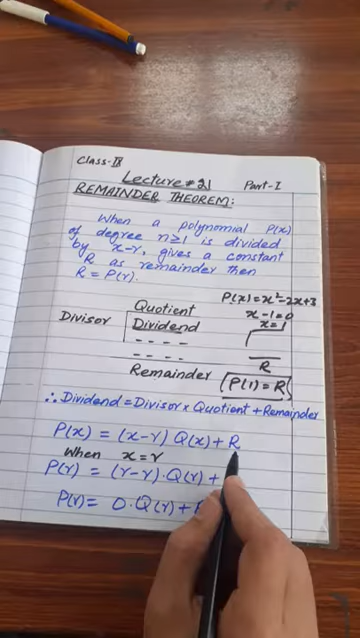 Class-IX
Lecture # 21 Part-I
REMAINDER THEOREM:
When a polynomial P(x)
of degree n≥1 is divided
by x-r, gives a constant
R as remainder then
R = P(r).
P(x)=x²-2x+3
x-1=0
x=1
Quotient
Divisor Dividend
Remainder
R
P(1)=R
∴ Dividend=Divisor x Quotient+Remainder
P(x) = (x-r) Q(x)+R
When x=r
P(r) = (r-r)·Q(r)+
P(r)= 0·Q(r)+